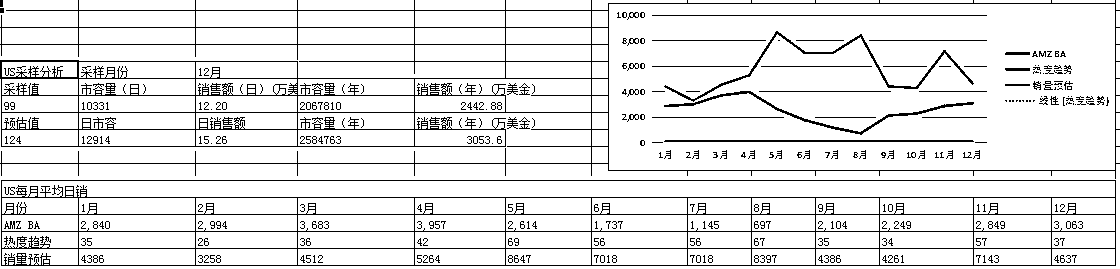 10,000
8,000
6,000
4,000
2,000
0
1月 2月 3月 4月 5月 6月 7月 8月 9月 10月 11月 12月
AMZ BA
热度趋势
销量预估
线性 (热度趋势)
US采样分析 采样月份 12月
采样值 市容量（日） 销售额（日）（万美 市容量（年） 销售额（年）（万美金）
99 10331 12.20 2067810 2442.88
预估值 日市容 日销售额 市容量（年） 销售额（年）（万美金）
124 12914 15.26 2584763 3053.6
US每月平均日销
月份 1月 2月 3月 4月 5月 6月 7月 8月 9月 10月 11月 12月
AMZ BA 2,840 2,994 3,683 3,957 2,614 1,737 1,145 697 2,104 2,249 2,849 3,063
热度趋势 35 26 36 42 69 56 56 67 35 34 57 37
销量预估 4386 3258 4512 5264 8647 7018 7018 8397 4386 4261 7143 4637